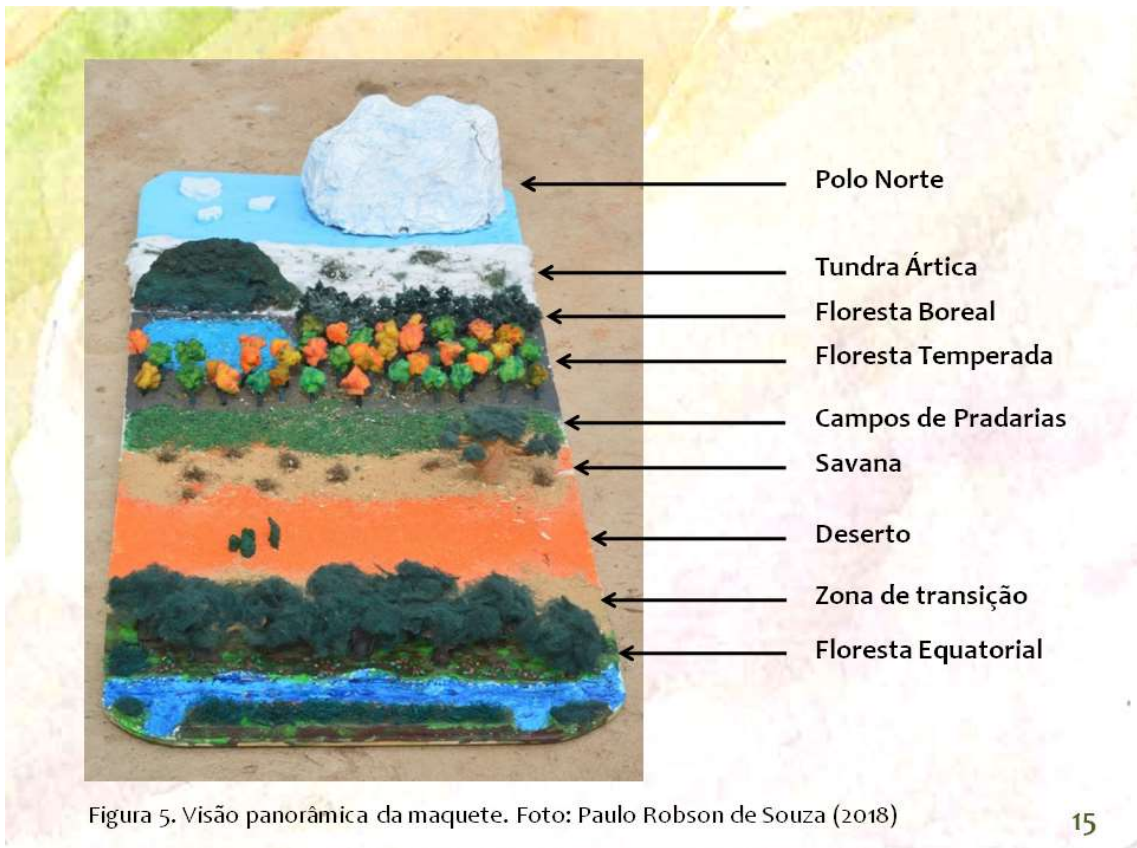 Polo Norte
Tundra Ártica
Floresta Boreal
Floresta Temperada
Campos de Pradarias
Savana
Deserto
Zona de transição
Floresta Equatorial
Figura 5. Visão panorâmica da maquete. Foto: Paulo Robson de Souza (2018)
15